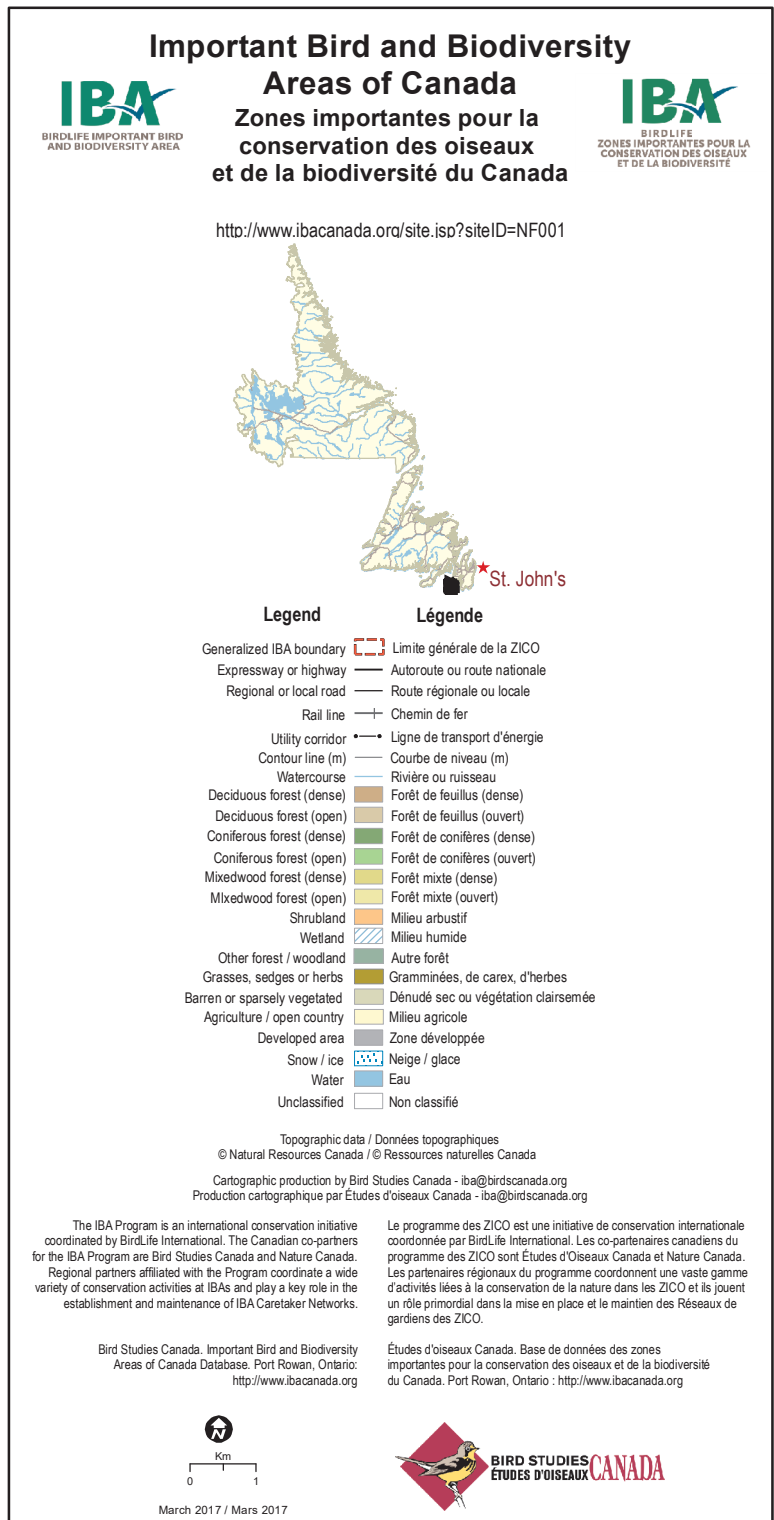 Important Bird and Biodiversity
Areas of Canada
Zones importantes pour la
conservation des oiseaux
et de la biodiversité du Canada
IBA
BIRDLIFE IMPORTANT BIRD
AND BIODIVERSITY AREA
IBA
BIRDLIFE
ZONES IMPORTANTES POUR LA
CONSERVATION DES OISEAUX
ET DE LA BIODIVERSITÉ
http://www.ibacanada.org/site.jsp?siteID=NF001
St. John's
Legend Légende
Generalized IBA boundary Limite générale de la ZICO
Expressway or highway Autoroute ou route nationale
Regional or local road Route régionale ou locale
Rail line Chemin de fer
Utility corridor Ligne de transport d'énergie
Contour line (m) Courbe de niveau (m)
Watercourse Rivière ou ruisseau
Deciduous forest (dense) Forêt de feuillus (dense)
Deciduous forest (open) Forêt de feuillus (ouvert)
Coniferous forest (dense) Forêt de conifères (dense)
Coniferous forest (open) Forêt de conifères (ouvert)
Mixedwood forest (dense) Forêt mixte (dense)
MIxedwood forest (open) Forêt mixte (ouvert)
Shrubland Milieu arbustif
Wetland Milieu humide
Other forest / woodland Autre forêt
Grasses, sedges or herbs Gramminées, de carex, d'herbes
Barren or sparsely vegetated Dénudé sec ou végétation clairsemée
Agriculture / open country Milieu agricole
Developed area Zone développée
Snow / ice Neige / glace
Water Eau
Unclassified Non classifié
Topographic data / Données topographiques
© Natural Resources Canada / © Ressources naturelles Canada
Cartographic production by Bird Studies Canada - iba@birdscanada.org
Production cartographique par Études d'oiseaux Canada - iba@birdscanada.org
The IBA Program is an international conservation initiative
coordinated by BirdLife International. The Canadian co-partners
for the IBA Program are Bird Studies Canada and Nature Canada.
Regional partners affiliated with the Program coordinate a wide
variety of conservation activities at IBAs and play a key role in the
establishment and maintenance of IBA Caretaker Networks.
Le programme des ZICO est une initiative de conservation internationale
coordonnée par BirdLife International. Les co-partenaires canadiens du
programme des ZICO sont Études d'Oiseaux Canada et Nature Canada.
Les partenaires régionaux du programme coordonnent une vaste gamme
d'activités liées à la conservation de la nature dans les ZICO et ils jouent
un rôle primordial dans la mise en place et le maintien des Réseaux de
gardiens des ZICO.
Bird Studies Canada. Important Bird and Biodiversity
Areas of Canada Database. Port Rowan, Ontario:
http://www.ibacanada.org
Études d'oiseaux Canada. Base de données des zones
importantes pour la conservation des oiseaux et de la biodiversité
du Canada. Port Rowan, Ontario : http://www.ibacanada.org
N
Km
0 1
March 2017 / Mars 2017
BIRD STUDIES
ÉTUDES D'OISEAUX CANADA